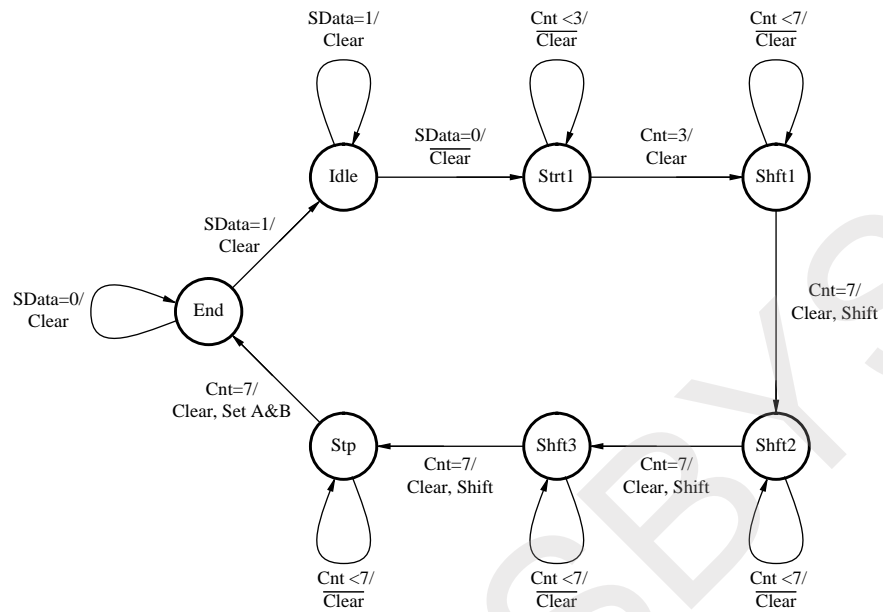 SData=1/
Clear
Cnt <3/
Clear
Cnt <7/
Clear
SData=0/
Clear
Cnt=3/
Clear
Idle
Strt1
Shft1
SData=1/
Clear
SData=0/
Clear
End
Cnt=7/
Clear, Shift
Cnt=7/
Clear, Set A&B
Stp
Shft3
Shft2
Cnt=7/
Clear, Shift
Cnt=7/
Clear, Shift
Cnt <7/
Clear
Cnt <7/
Clear
Cnt <7/
Clear
SBYS